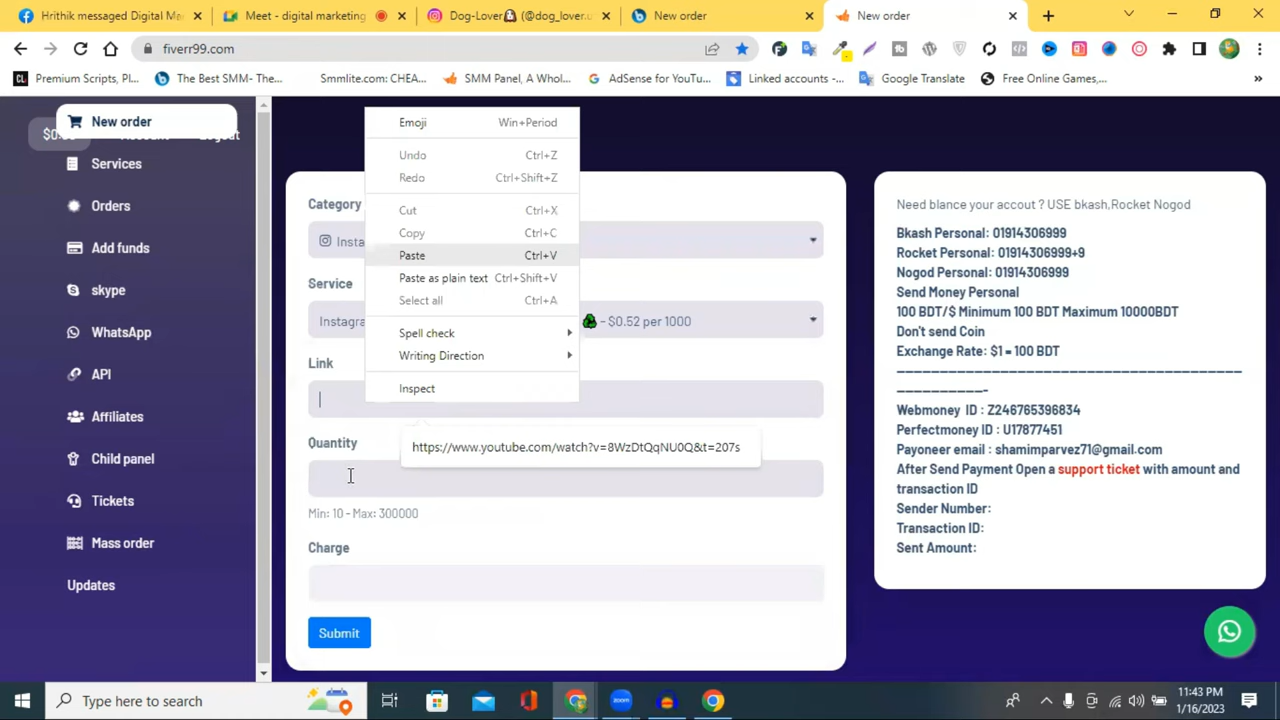 Hrithik messaged Digital Me
Meet - digital marketing
Dog-Lover (@dog_lover.u
New order
New order
fiverr99.com
Premium Scripts, Pl...
The Best SMM- The...
Smmlite.com: CHEA...
SMM Panel, A Whol...
AdSense for YouTu...
Linked accounts -...
Google Translate
Free Online Games,...
»
New order
Logout
Services
Orders
Add funds
skype
WhatsApp
API
Affiliates
Child panel
Tickets
Mass order
Updates
Category
Insta
Service
Instagra
- $0.52 per 1000
Link
Quantity
Min: 10 - Max: 300000
Charge
Submit
Emoji Win+Period
Undo Ctrl+Z
Redo Ctrl+Shift+Z
Cut Ctrl+X
Copy Ctrl+C
Paste Ctrl+V
Paste as plain text Ctrl+Shift+V
Select all Ctrl+A
Spell check
Writing Direction
Inspect
https://www.youtube.com/watch?v=8WzDtQqNU0Q&t=207s
Need blance your accout ? USE bkash,Rocket Nogod
Bkash Personal: 01914306999
Rocket Personal: 01914306999+9
Nogod Personal: 01914306999
Send Money Personal
100 BDT/$ Minimum 100 BDT Maximum 10000BDT
Don't send Coin
Exchange Rate: $1 = 100 BDT
Webmoney ID : Z246765396834
Perfectmoney ID : U17877451
Payoneer email : shamimparvez71@gmail.com
After Send Payment Open a support ticket with amount and
transaction ID
Sender Number:
Transaction ID:
Sent Amount:
Type here to search
zoom
11:43 PM
1/16/2023